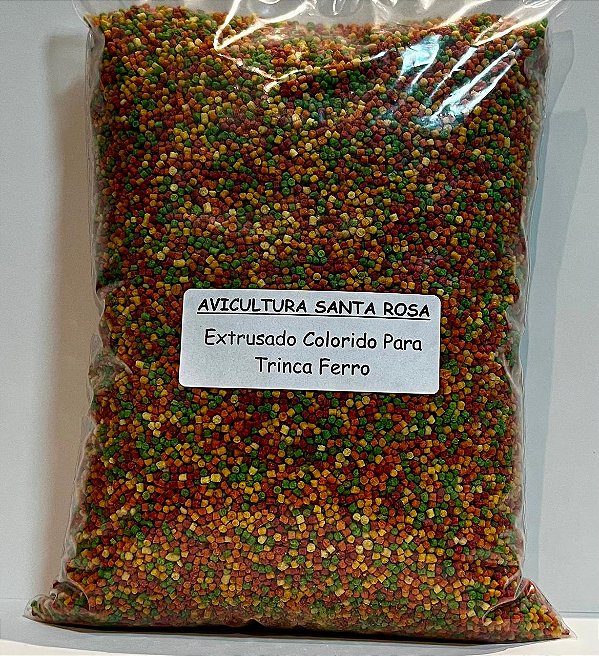 AVICULTURA SANTA ROSA
Extrusado Colorido Para
Trinca Ferro